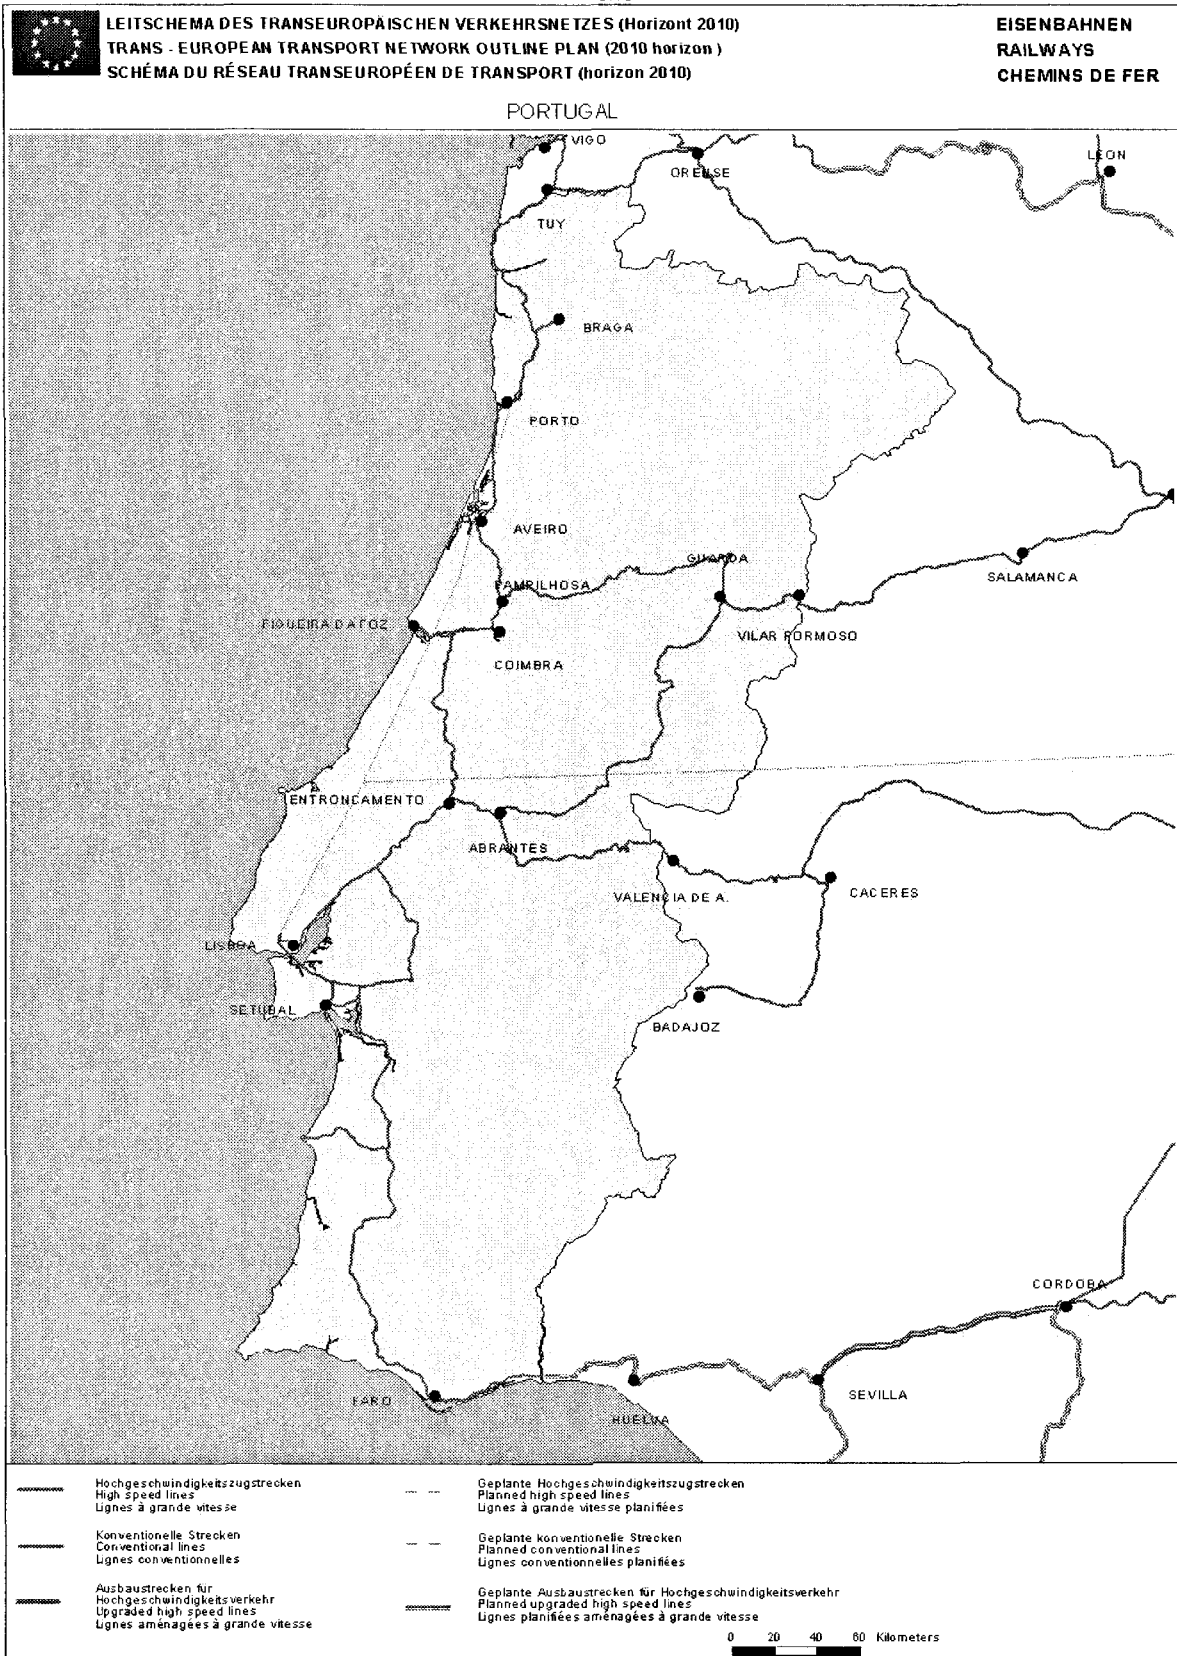 LEITSCHEMA DES TRANSEUROPÄISCHEN VERKEHRSNETZES (Horizont 2010)
TRANS - EUROPEAN TRANSPORT NETWORK OUTLINE PLAN (2010 horizon )
SCHÉMA DU RÉSEAU TRANSEUROPÉEN DE TRANSPORT (horizon 2010)
EISENBAHNEN
RAILWAYS
CHEMINS DE FER
PORTUGAL
VIGO
ORENSE
LEON
TUY
BRAGA
PORTO
AVEIRO
GUARDA
PAMPILHOSA
SALAMANCA
FIGUEIRA DA FOZ
VILAR FORMOSO
COIMBRA
ENTRONCAMENTO
ABRANTES
VALENCIA DE A.
CACERES
LISBOA
SETUBAL
BADAJOZ
CORDOBA
FARO
SEVILLA
HUELVA
Hochgeschwindigkeitszugstrecken
High speed lines
Lignes à grande vitesse
Konventionelle Strecken
Conventional lines
Lignes conventionnelles
Ausbaustrecken für
Hochgeschwindigkeitsverkehr
Upgraded high speed lines
Lignes aménagées à grande vitesse
Geplante Hochgeschwindigkeitszugstrecken
Planned high speed lines
Lignes à grande vitesse planifiées
Geplante konventionelle Strecken
Planned conventional lines
Lignes conventionnelles planifiées
Geplante Ausbaustrecken für Hochgeschwindigkeitsverkehr
Planned upgraded high speed lines
Lignes planifiées aménagées à grande vitesse
0 20 40 60 Kilometers